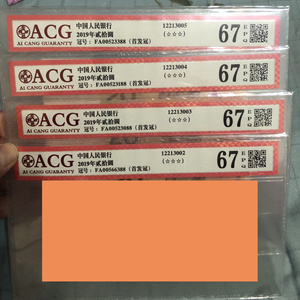 ACG
AI CANG GUARANTY
中国人民银行
2019年贰拾圆
冠号：FA00523388（首发冠）
12213005
(☆☆☆)
67 EPQ
ACG
AI CANG GUARANTY
中国人民银行
2019年贰拾圆
冠号：FA00523188（首发冠）
12213004
(☆☆☆)
67 EPQ
ACG
AI CANG GUARANTY
中国人民银行
2019年贰拾圆
冠号：FA00523088（首发冠）
12213003
(☆☆☆)
67 EPQ
ACG
AI CANG GUARANTY
中国人民银行
2019年贰拾圆
冠号：FA00566388（首发冠）
12213002
(☆☆☆)
67 EPQ